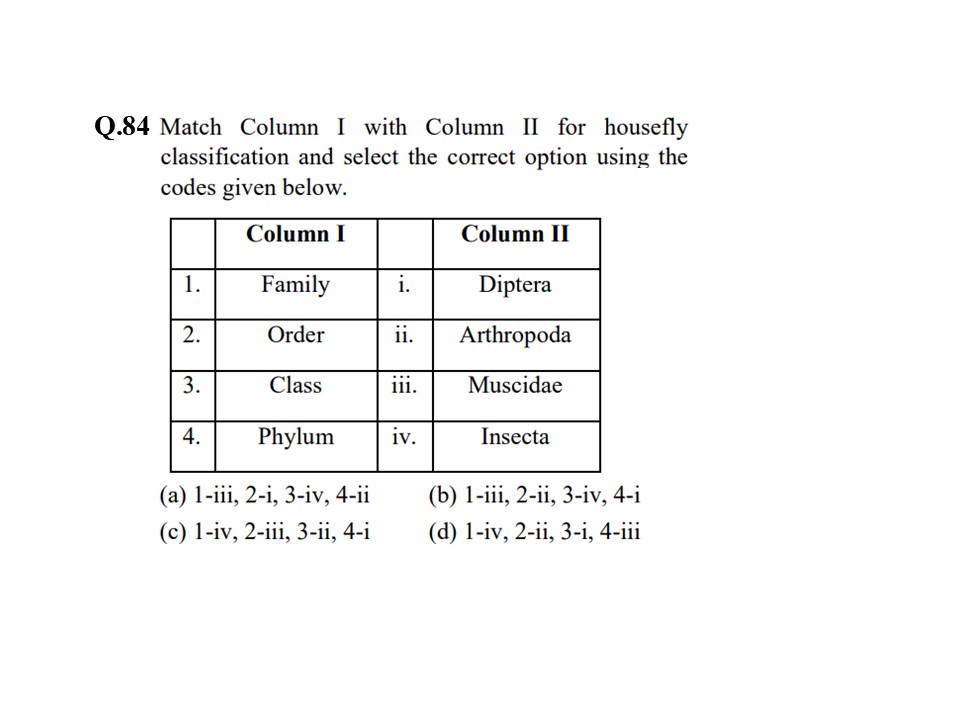 Q.84 Match Column I with Column II for housefly
classification and select the correct option using the
codes given below.
Column I Column II
1. Family i. Diptera
2. Order ii. Arthropoda
3. Class iii. Muscidae
4. Phylum iv. Insecta
(a) 1-iii, 2-i, 3-iv, 4-ii (b) 1-iii, 2-ii, 3-iv, 4-i
(c) 1-iv, 2-iii, 3-ii, 4-i (d) 1-iv, 2-ii, 3-i, 4-iii